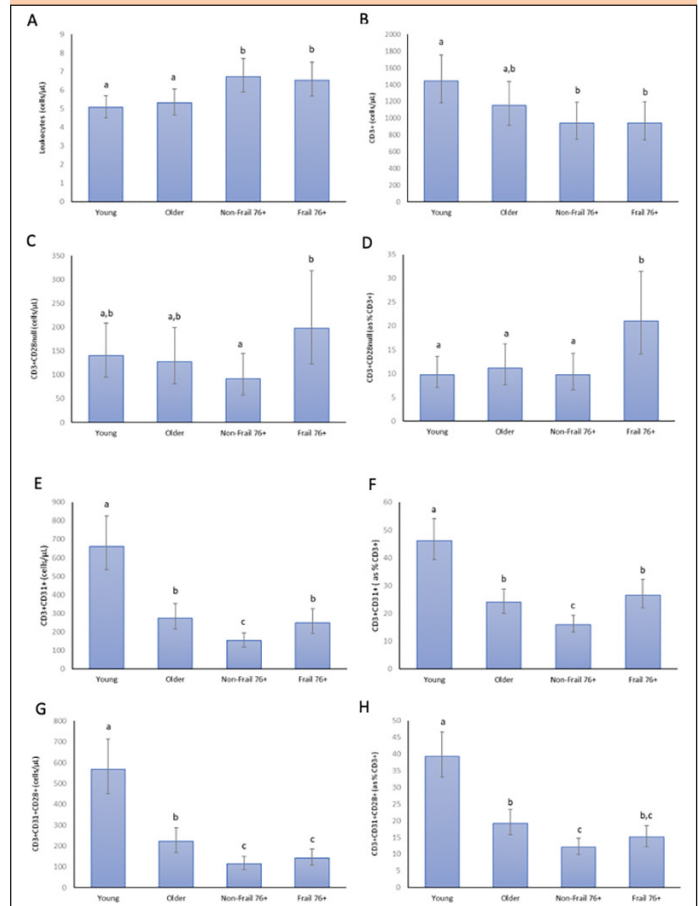 A
B
Leukocytes (cells/µL)
9
8
7
6
5
4
3
2
1
0
a
a
b
b
Young
Older
Non-Frail 76+
Frail 76+
CD3+ (cells/µL)
2000
1800
1600
1400
1200
1000
800
600
400
200
0
a
a,b
b
b
Young
Older
Non-Frail 76+
Frail 76+
C
D
CD3+CD28null (cells/µL)
350
300
250
200
150
100
50
0
a,b
a,b
a
b
Young
Older
Non-Frail 76+
Frail 76+
CD3+CD28null (as % CD3+)
35
30
25
20
15
10
5
0
a
a
a
b
Young
Older
Non-Frail 76+
Frail 76+
E
F
CD3+CD31+ (cells/µL)
900
800
700
600
500
400
300
200
100
0
a
b
c
b
Young
Older
Non-Frail 76+
Frail 76+
CD3+CD31+ ( as % CD3+)
60
50
40
30
20
10
0
a
b
c
b
Young
Older
Non-Frail 76+
Frail 76+
G
H
CD3+CD31+CD28+ (cells/µL)
800
700
600
500
400
300
200
100
0
a
b
c
c
Young
Older
Non-Frail 76+
Frail 76+
CD3+CD31+CD28+ (as % CD3+)
50
45
40
35
30
25
20
15
10
5
0
a
b
c
b,c
Young
Older
Non-Frail 76+
Frail 76+